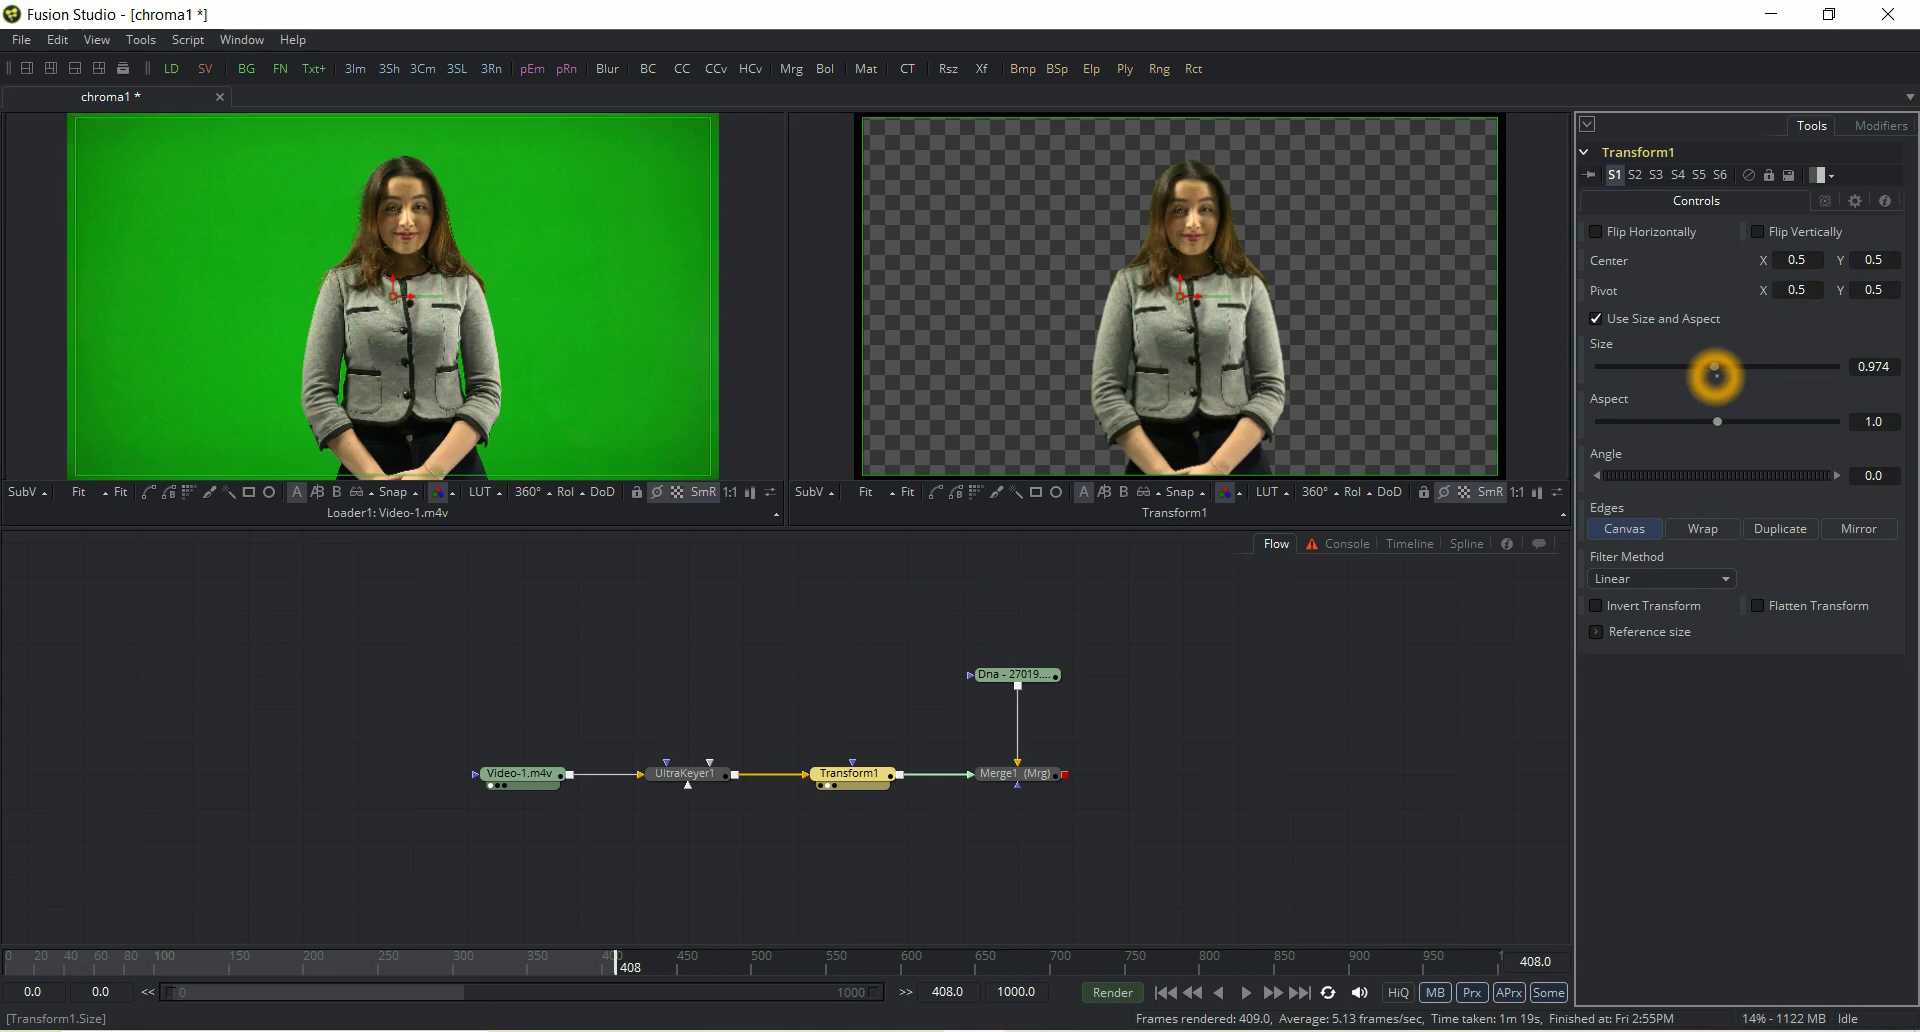 Fusion Studio - [chroma1 *]
File Edit View Tools Script Window Help
LD SV BG FN Txt+ 3Im 3Sh 3Cm 3SL 3Rn pEm pRn Blur BC CC CCv HCv Mrg Bol Mat CT Rsz Xf Bmp BSp Elp Ply Rng Rct
chroma1 *
Tools Modifiers
Transform1
S1 S2 S3 S4 S5 S6
Controls
Flip Horizontally Flip Vertically
Center X 0.5 Y 0.5
Pivot X 0.5 Y 0.5
Use Size and Aspect
Size
0.974
Aspect
1.0
Angle
0.0
Edges
Canvas Wrap Duplicate Mirror
Filter Method
Linear
Invert Transform Flatten Transform
Reference size
SubV Fit Fit A A B Snap LUT 360° RoI DoD SmR 1:1
Loader1: Video-1.m4v
SubV Fit Fit A A B Snap LUT 360° RoI DoD SmR 1:1
Transform1
Flow Console Timeline Spline
Dna - 27019....
Video-1.m4v UltraKeyer1 Transform1 Merge1 (Mrg)
0 20 40 60 80 100 150 200 250 300 350 408 450 500 550 600 650 700 750 800 850 900 950 408.0
0.0 0.0 << 0 1000 >> 408.0 1000.0 Render HiQ MB Prx APrx Some
[Transform1.Size] Frames rendered: 409.0, Average: 5.13 frames/sec, Time taken: 1m 19s, Finished at: Fri 2:55PM 14% - 1122 MB Idle